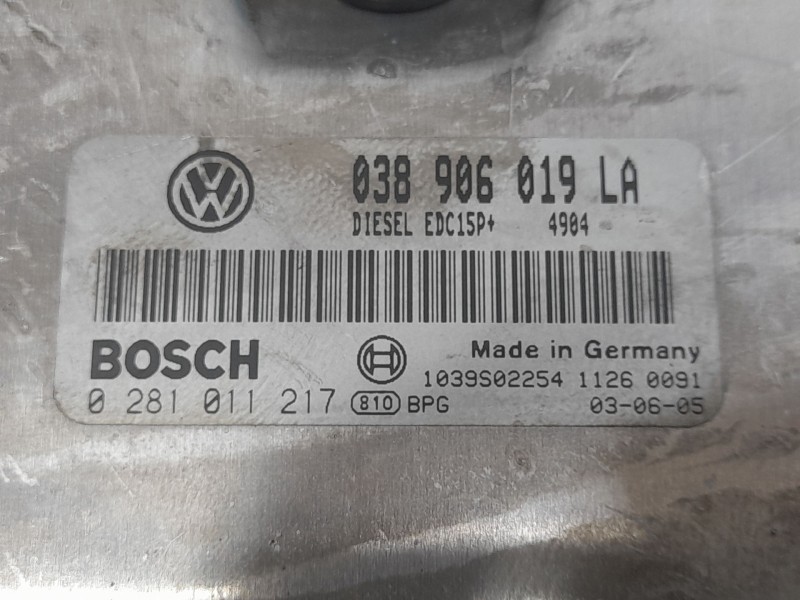 038 906 019 LA
DIESEL EDC15P+ 4904
BOSCH
Made in Germany
1039S02254 1126 0091
0 281 011 217 810 BPG 03-06-05